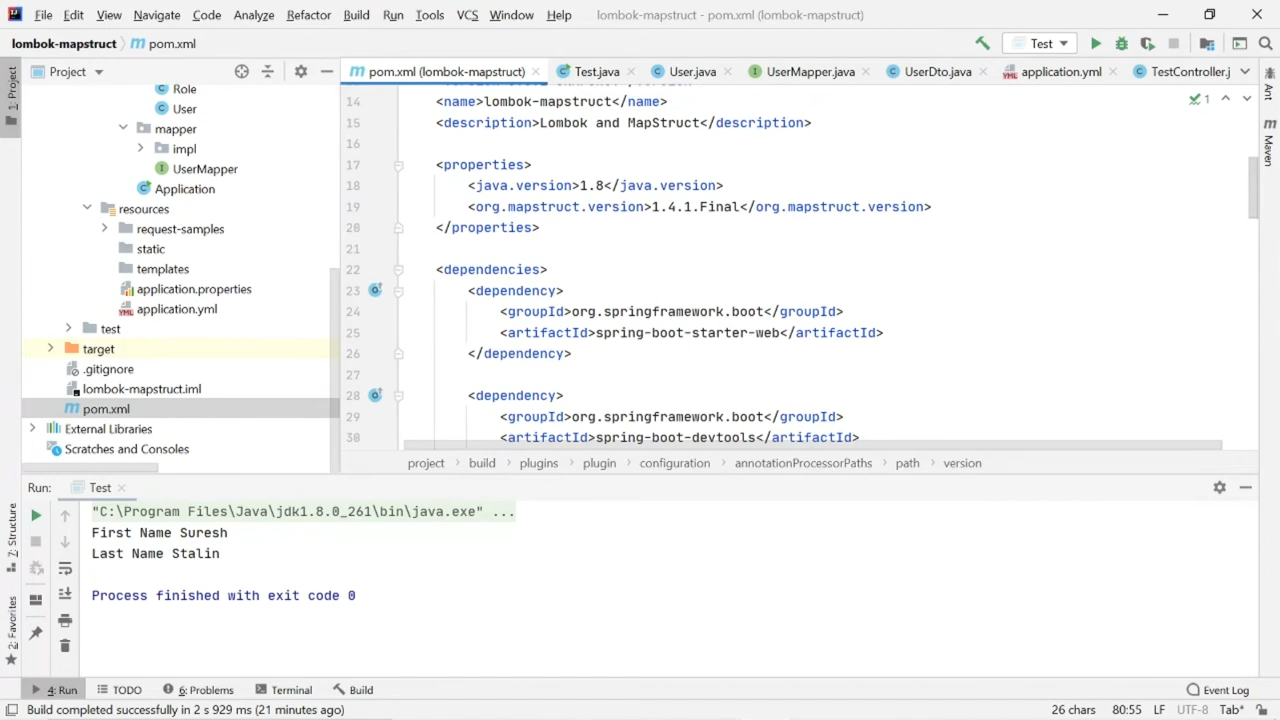 File Edit View Navigate Code Analyze Refactor Build Run Tools VCS Window Help lombok-mapstruct - pom.xml (lombok-mapstruct)
lombok-mapstruct pom.xml Test
1: Project
Project
pom.xml (lombok-mapstruct) Test.java User.java UserMapper.java UserDto.java application.yml TestController.j
Ant
Maven
Role
User
mapper
impl
UserMapper
Application
resources
request-samples
static
templates
application.properties
application.yml
test
target
.gitignore
lombok-mapstruct.iml
pom.xml
External Libraries
Scratches and Consoles
1
14 <name>lombok-mapstruct</name>
15 <description>Lombok and MapStruct</description>
16
17 <properties>
18 <java.version>1.8</java.version>
19 <org.mapstruct.version>1.4.1.Final</org.mapstruct.version>
20 </properties>
21
22 <dependencies>
23 <dependency>
24 <groupId>org.springframework.boot</groupId>
25 <artifactId>spring-boot-starter-web</artifactId>
26 </dependency>
27
28 <dependency>
29 <groupId>org.springframework.boot</groupId>
30 <artifactId>spring-boot-devtools</artifactId>
project build plugins plugin configuration annotationProcessorPaths path version
Run: Test
"C:\Program Files\Java\jdk1.8.0_261\bin\java.exe" ...
First Name Suresh
Last Name Stalin
Process finished with exit code 0
7: Structure
2: Favorites
4: Run TODO 6: Problems Terminal Build Event Log
Build completed successfully in 2 s 929 ms (21 minutes ago) 26 chars 80:55 LF UTF-8 Tab*